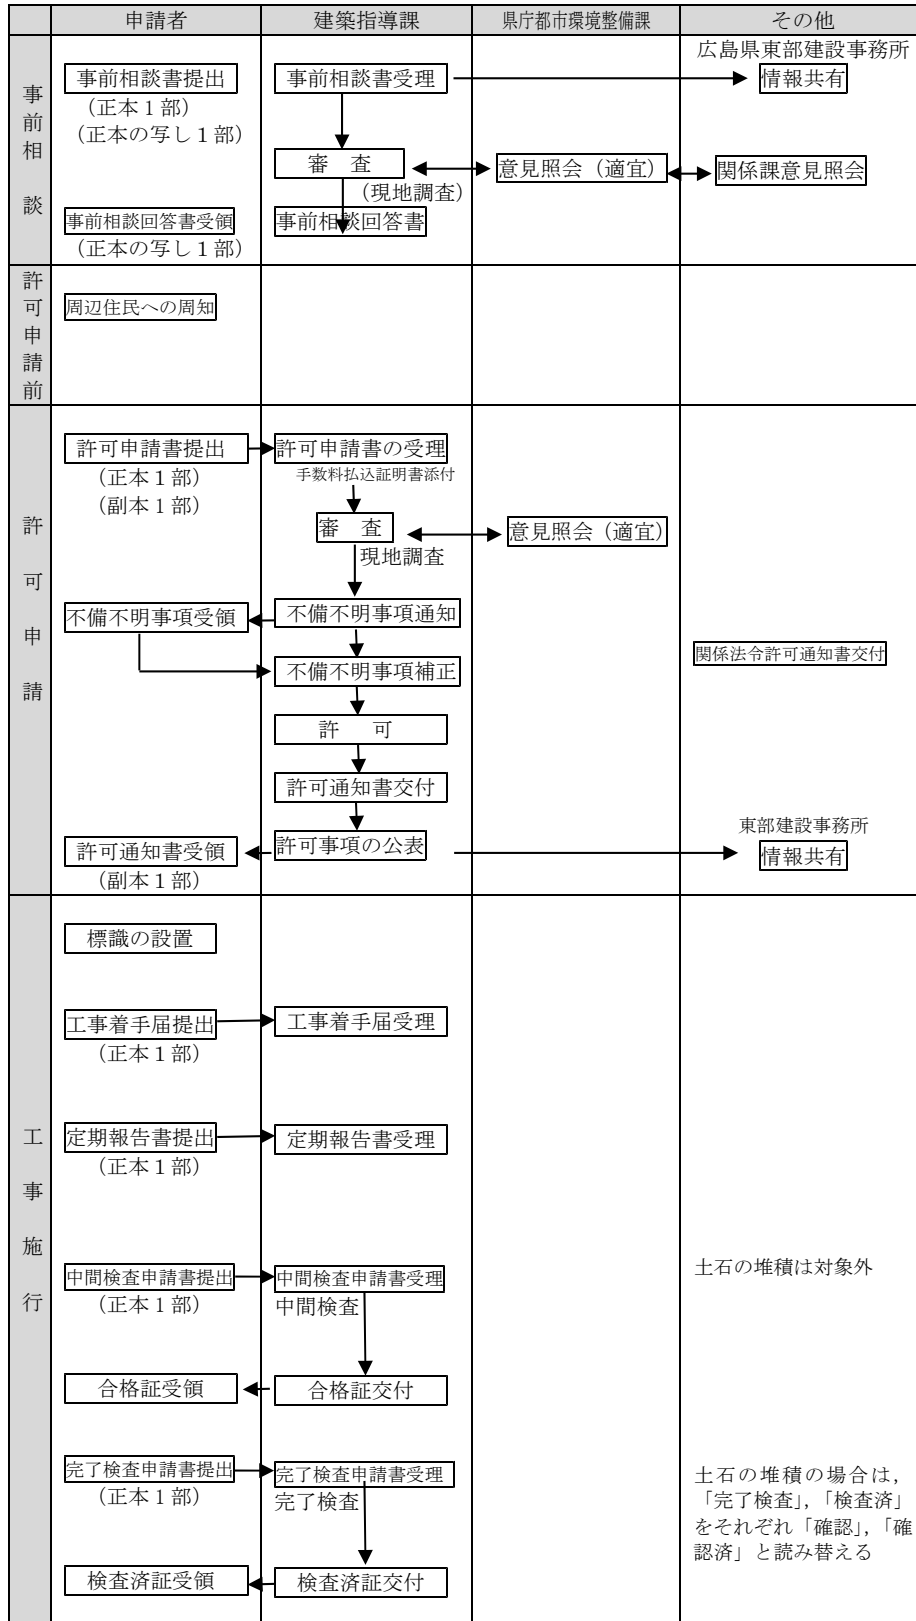 申請者 建築指導課 県庁都市環境整備課 その他
事前相談
広島県東部建設事務所
事前相談書提出 事前相談書受理 情報共有
（正本１部）
（正本の写し１部）
審　査 意見照会（適宜） 関係課意見照会
（現地調査）
事前相談回答書受領 事前相談回答書
（正本の写し１部）
許可申請前
周辺住民への周知
許可申請
許可申請書提出 許可申請書の受理
（正本１部） 手数料払込証明書添付
（副本１部）
審　査 意見照会（適宜）
現地調査
不備不明事項受領 不備不明事項通知
関係法令許可通知書交付
不備不明事項補正
許　可
許可通知書交付
東部建設事務所
許可通知書受領 許可事項の公表 情報共有
（副本１部）
工事施行
標識の設置
工事着手届提出 工事着手届受理
（正本１部）
定期報告書提出 定期報告書受理
（正本１部）
土石の堆積は対象外
中間検査申請書提出 中間検査申請書受理
（正本１部） 中間検査
合格証受領 合格証交付
完了検査申請書提出 完了検査申請書受理
（正本１部） 完了検査
土石の堆積の場合は，
「完了検査」，「検査済」
をそれぞれ「確認」，「確
認済」と読み替える
検査済証受領 検査済証交付